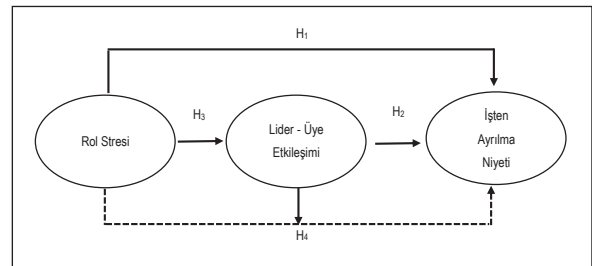 H1
Rol Stresi
H3
Lider - Üye
Etkileşimi
H2
İşten
Ayrılma
Niyeti
H4